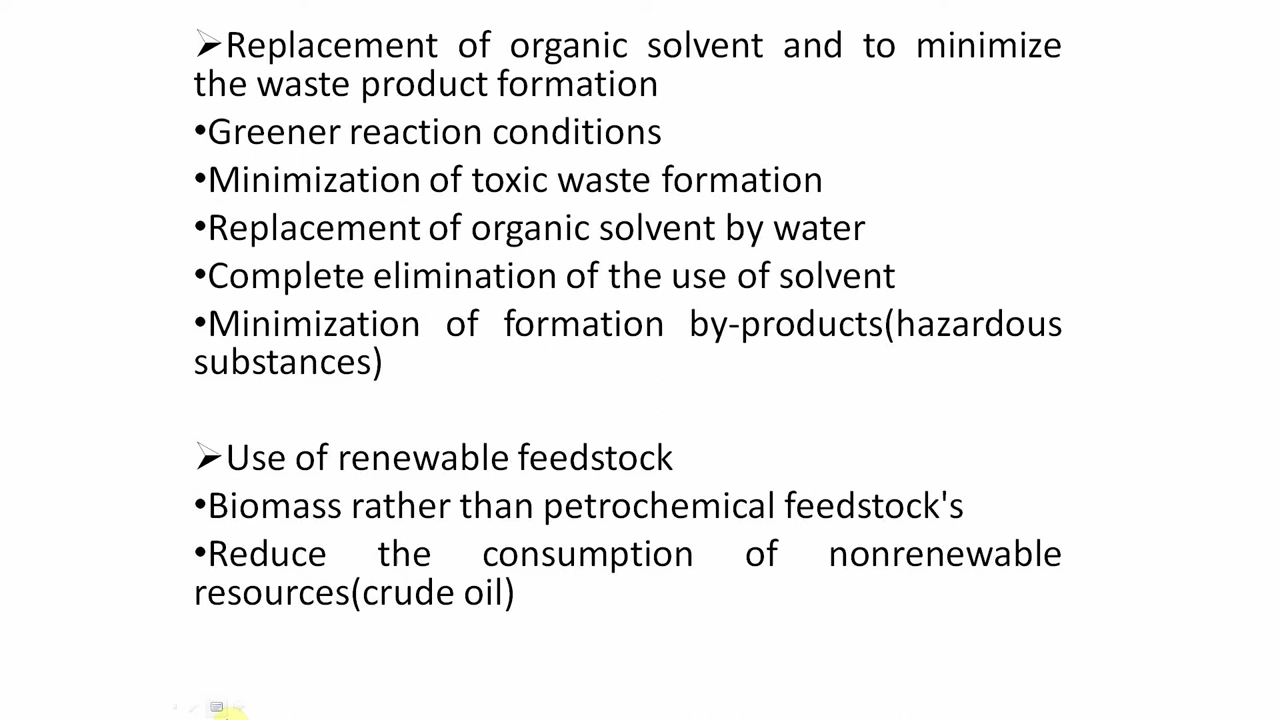 ➢Replacement of organic solvent and to minimize
the waste product formation
•Greener reaction conditions
•Minimization of toxic waste formation
•Replacement of organic solvent by water
•Complete elimination of the use of solvent
•Minimization of formation by-products(hazardous
substances)
➢Use of renewable feedstock
•Biomass rather than petrochemical feedstock's
•Reduce the consumption of nonrenewable
resources(crude oil)